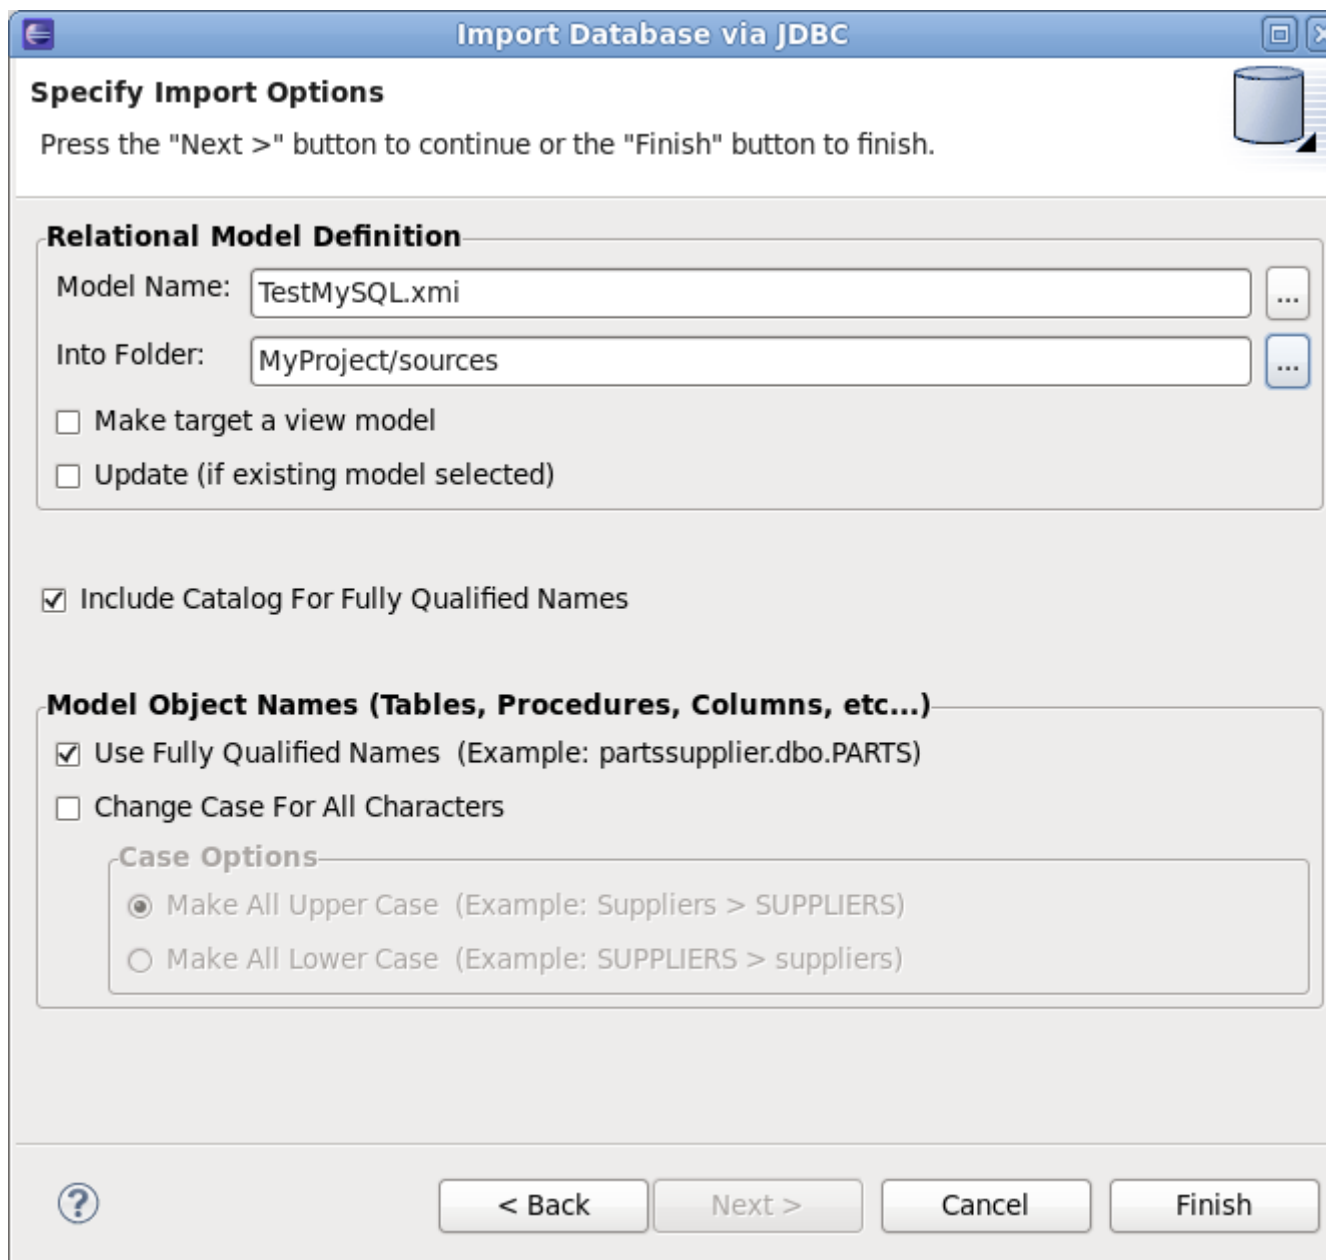 Import Database via JDBC
Specify Import Options
Press the "Next >" button to continue or the "Finish" button to finish.
Relational Model Definition
Model Name: TestMySQL.xmi ...
Into Folder: MyProject/sources ...
Make target a view model
Update (if existing model selected)
Include Catalog For Fully Qualified Names
Model Object Names (Tables, Procedures, Columns, etc...)
Use Fully Qualified Names (Example: partssupplier.dbo.PARTS)
Change Case For All Characters
Case Options
Make All Upper Case (Example: Suppliers > SUPPLIERS)
Make All Lower Case (Example: SUPPLIERS > suppliers)
? < Back Next > Cancel Finish